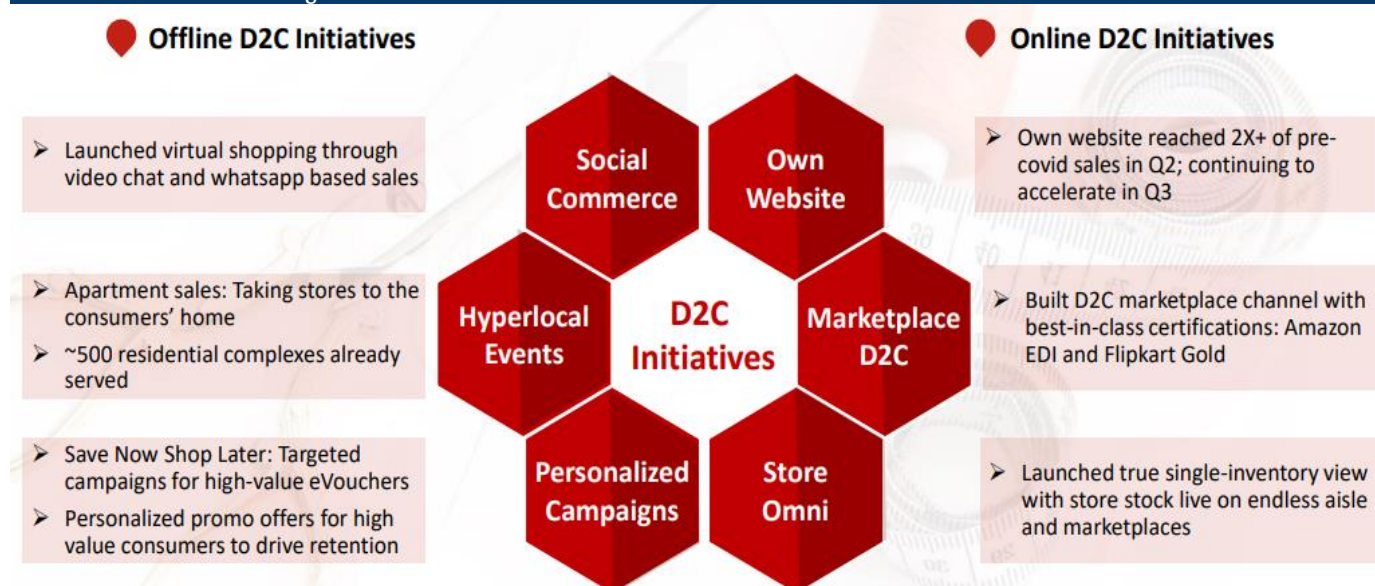 Offline D2C Initiatives
Online D2C Initiatives
➢ Launched virtual shopping through
video chat and whatsapp based sales
➢ Apartment sales: Taking stores to the
consumers’ home
➢ ~500 residential complexes already
served
➢ Save Now Shop Later: Targeted
campaigns for high-value eVouchers
➢ Personalized promo offers for high
value consumers to drive retention
Social
Commerce
Own
Website
Hyperlocal
Events
D2C
Initiatives
Marketplace
D2C
Personalized
Campaigns
Store
Omni
➢ Own website reached 2X+ of pre-
covid sales in Q2; continuing to
accelerate in Q3
➢ Built D2C marketplace channel with
best-in-class certifications: Amazon
EDI and Flipkart Gold
➢ Launched true single-inventory view
with store stock live on endless aisle
and marketplaces